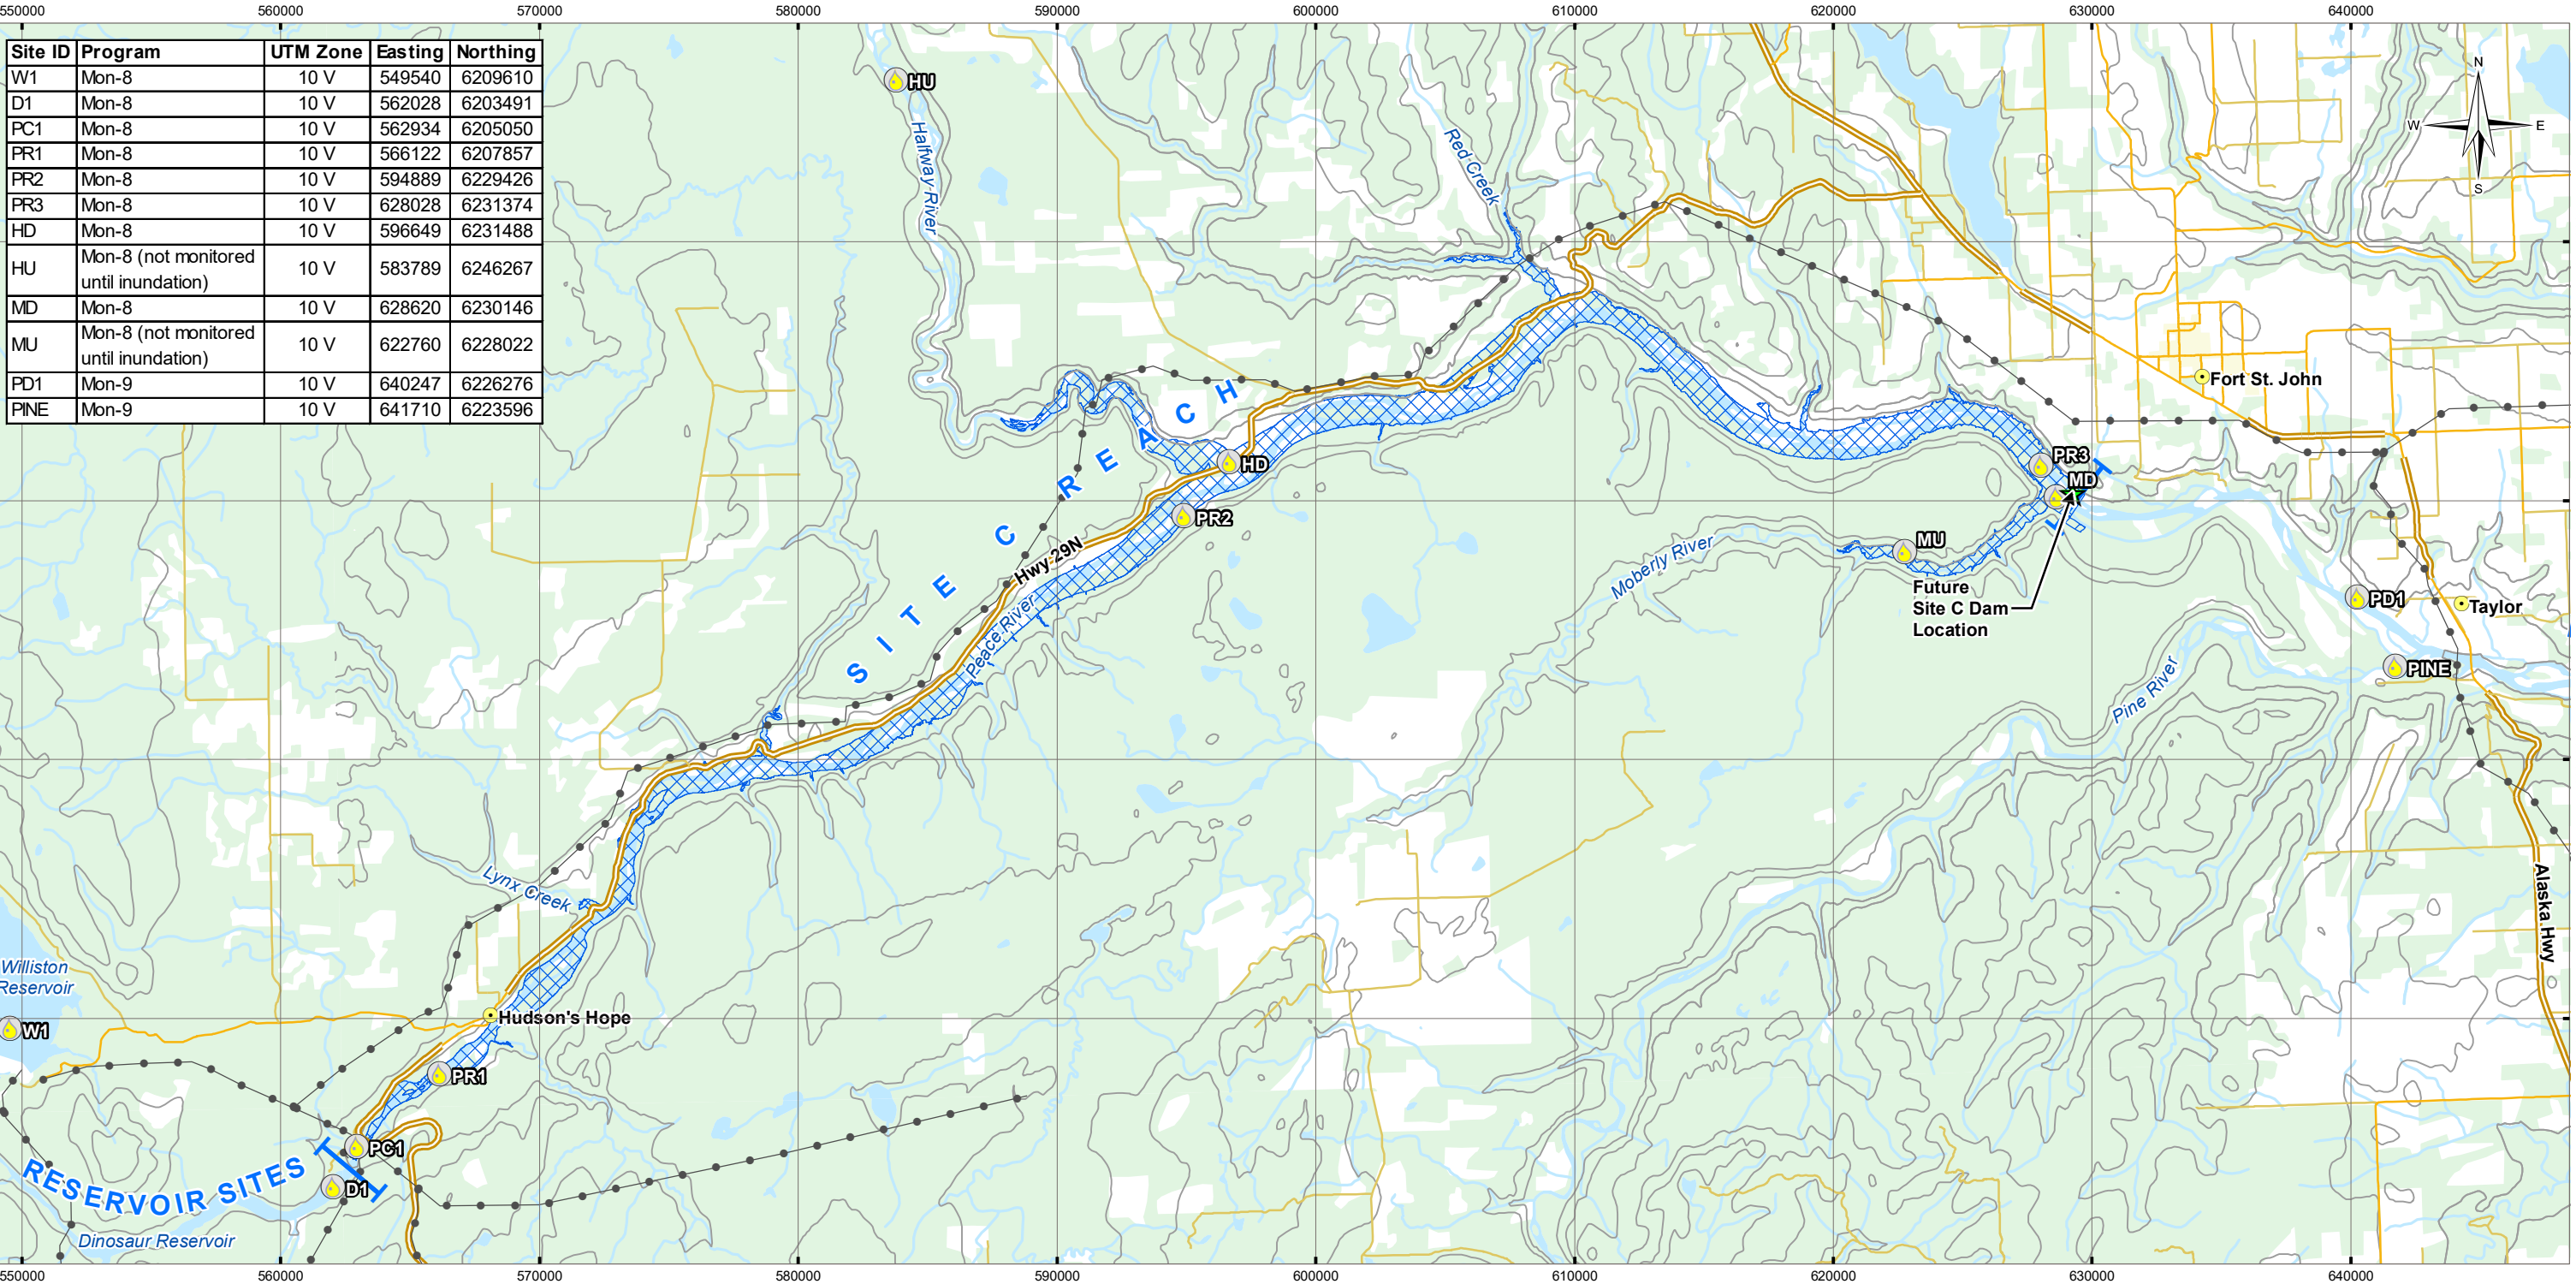 550000 560000 570000 580000 590000 600000 610000 620000 630000 640000
Site ID Program UTM Zone Easting Northing
W1 Mon-8 10 V 549540 6209610
D1 Mon-8 10 V 562028 6203491
PC1 Mon-8 10 V 562934 6205050
PR1 Mon-8 10 V 566122 6207857
PR2 Mon-8 10 V 594889 6229426
PR3 Mon-8 10 V 628028 6231374
HD Mon-8 10 V 596649 6231488
HU Mon-8 (not monitored until inundation) 10 V 583789 6246267
MD Mon-8 10 V 628620 6230146
MU Mon-8 (not monitored until inundation) 10 V 622760 6228022
PD1 Mon-9 10 V 640247 6226276
PINE Mon-9 10 V 641710 6223596
N
W E
S
HU
Halfway River
Red Creek
Fort St. John
SITE C REACH
HD
PR3
MD
PR2
Hwy 29N
MU
Moberly River
Future
Site C Dam
Location
PD1
Taylor
Peace River
PINE
Pine River
Lynx Creek
Alaska Hwy
Williston
Reservoir
W1
Hudson's Hope
PR1
PC1
RESERVOIR SITES
D1
Dinosaur Reservoir
550000 560000 570000 580000 590000 600000 610000 620000 630000 640000